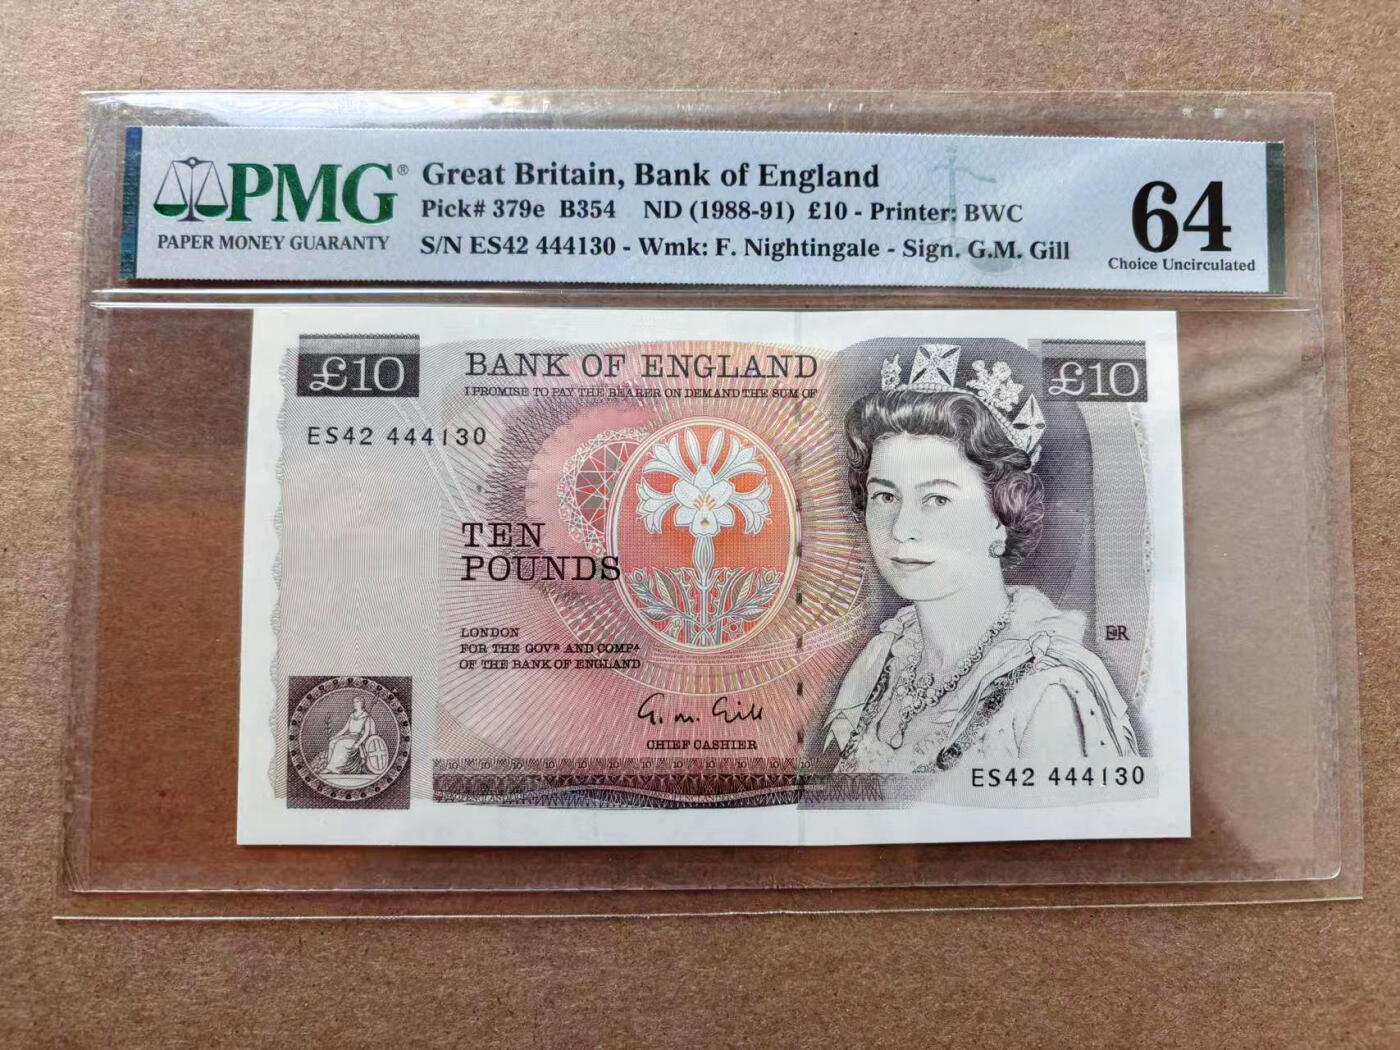 PMG®
PAPER MONEY GUARANTY
Great Britain, Bank of England
Pick# 379e B354 ND (1988-91) £10 - Printer: BWC
S/N ES42 444130 - Wmk: F. Nightingale - Sign. G.M. Gill
64
Choice Uncirculated
£10
BANK OF ENGLAND
£10
I PROMISE TO PAY THE BEARER ON DEMAND THE SUM OF
ES42 444130
TEN
POUNDS
LONDON
FOR THE GOVR AND COMPA
OF THE BANK OF ENGLAND
EIIR
G. M. Gill
CHIEF CASHIER
ES42 444130